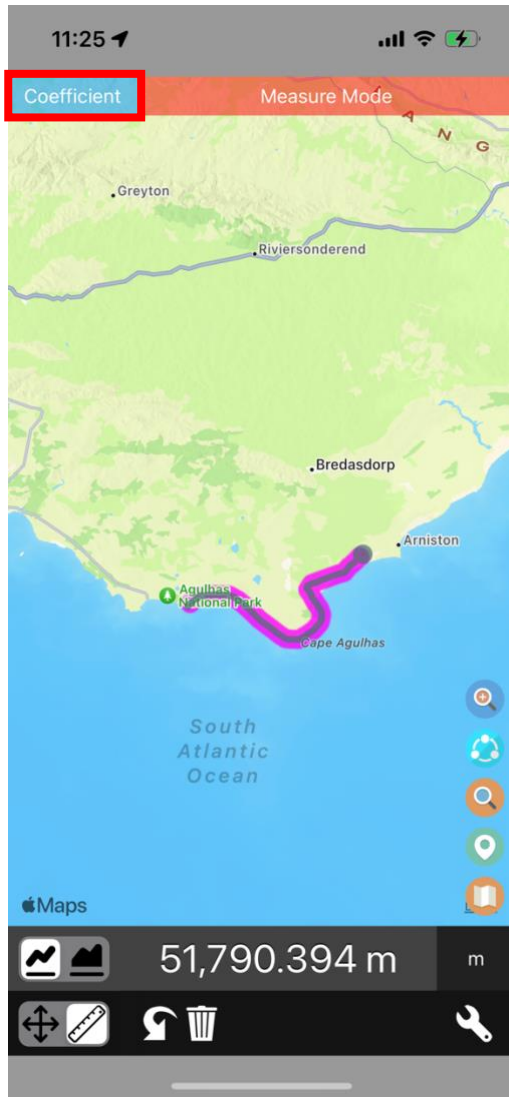 11:25
Coefficient
Measure Mode
A N G
Greyton
Riviersonderend
Bredasdorp
Arniston
Agulhas
National Park
Cape Agulhas
South
Atlantic
Ocean
Maps
51,790.394 m
m